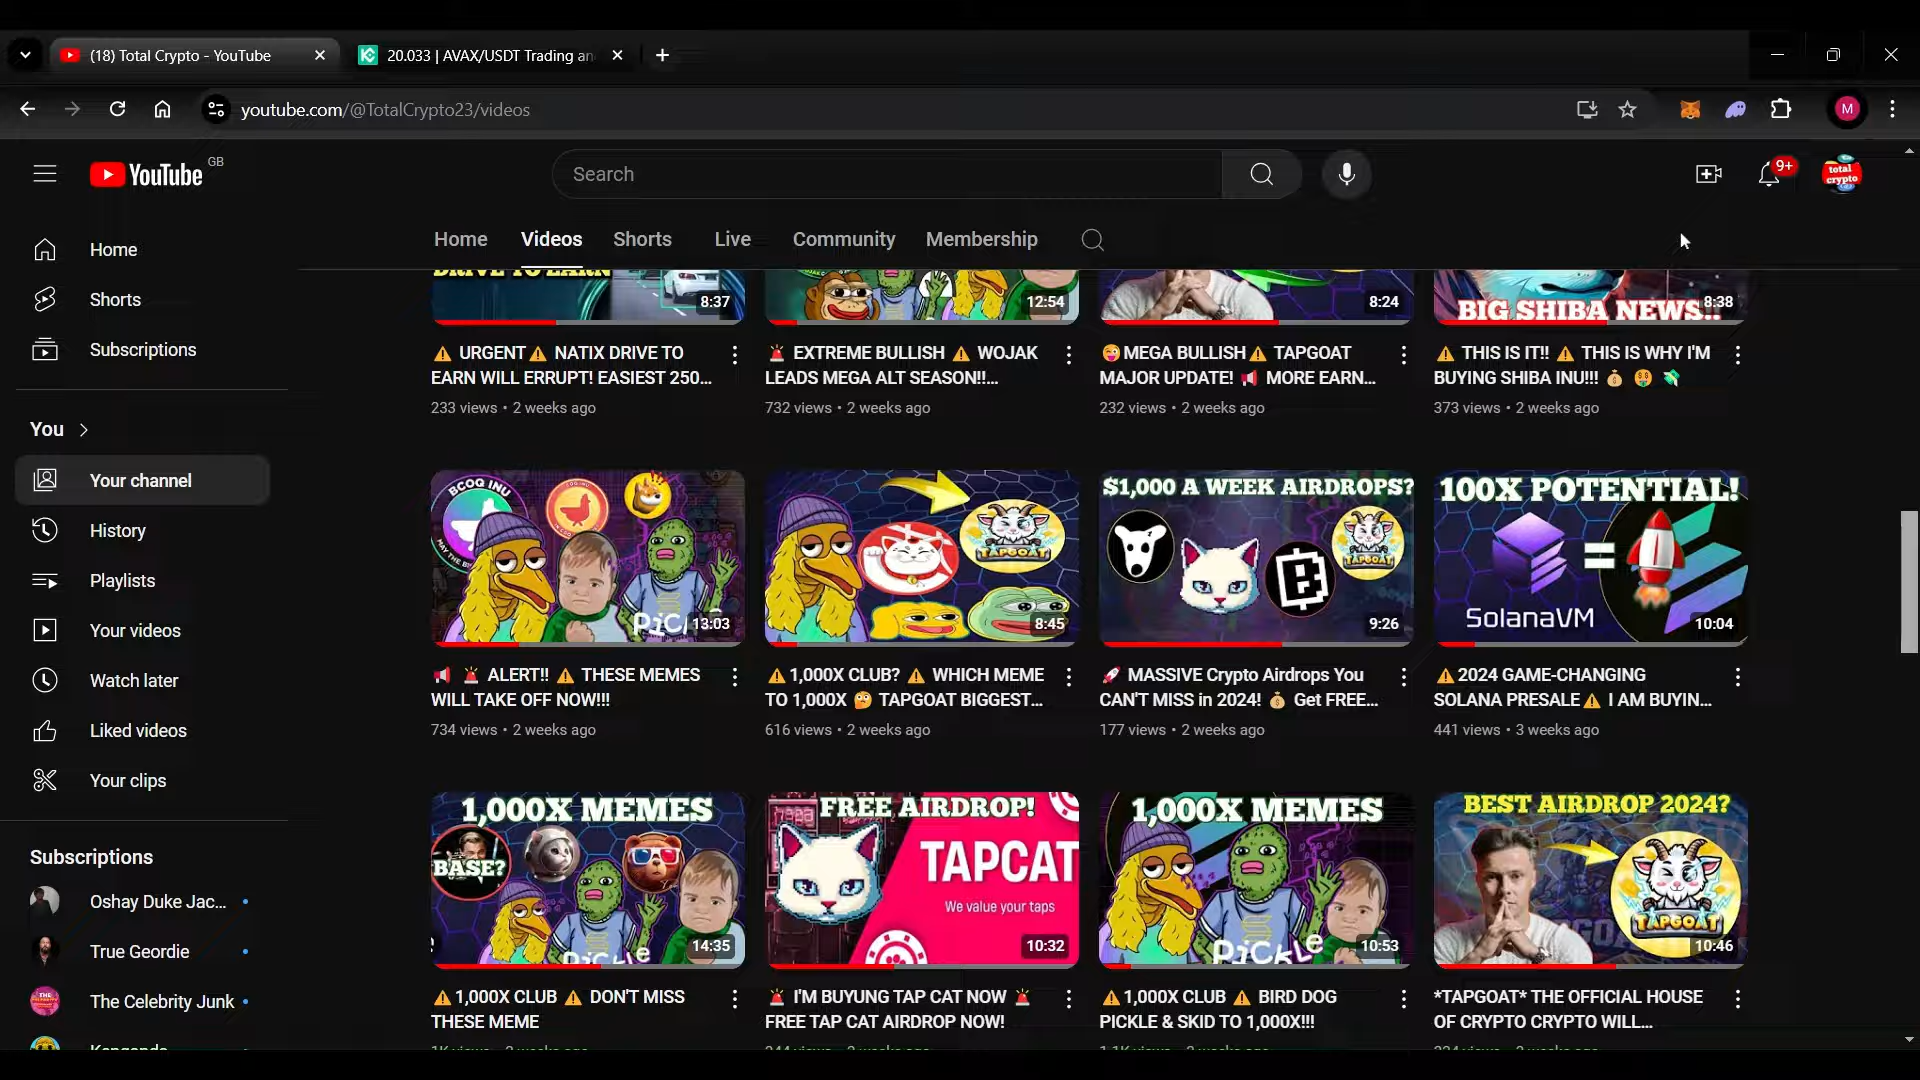 (18) Total Crypto - YouTube
20.033 | AVAX/USDT Trading an
youtube.com/@TotalCrypto23/videos
M
YouTube GB
Search
9+
total crypto
Home
Videos
Shorts
Live
Community
Membership
Home
Shorts
Subscriptions
You
Your channel
History
Playlists
Your videos
Watch later
Liked videos
Your clips
Subscriptions
Oshay Duke Jac...
True Geordie
The Celebrity Junk
DRIVE TO EARN
8:37
12:54
8:24
BIG SHIBA NEWS..
8:38
⚠️ URGENT⚠️ NATIX DRIVE TO
EARN WILL ERRUPT! EASIEST 250...
233 views • 2 weeks ago
🚨 EXTREME BULLISH ⚠️ WOJAK
LEADS MEGA ALT SEASON!!...
732 views • 2 weeks ago
🤪MEGA BULLISH⚠️ TAPGOAT
MAJOR UPDATE! 📢 MORE EARN...
232 views • 2 weeks ago
⚠️ THIS IS IT!! ⚠️ THIS IS WHY I'M
BUYING SHIBA INU!!! 💰 🤑 💸
373 views • 2 weeks ago
BCOQ INU
13:03
TAPGOAT
8:45
$1,000 A WEEK AIRDROPS?
TAPGOAT
9:26
100X POTENTIAL!
SolanaVM
10:04
📢 🚨 ALERT!! ⚠️ THESE MEMES
WILL TAKE OFF NOW!!!
734 views • 2 weeks ago
⚠️1,000X CLUB? ⚠️ WHICH MEME
TO 1,000X 🤔 TAPGOAT BIGGEST...
616 views • 2 weeks ago
🚀 MASSIVE Crypto Airdrops You
CAN'T MISS in 2024! 💰 Get FREE...
177 views • 2 weeks ago
⚠️2024 GAME-CHANGING
SOLANA PRESALE⚠️ I AM BUYIN...
441 views • 3 weeks ago
1,000X MEMES
BASE?
PICKLE
14:35
FREE AIRDROP!
TAPCAT
We value your taps
10:32
1,000X MEMES
PICKLE
10:53
BEST AIRDROP 2024?
TAPGOAT
10:46
⚠️1,000X CLUB ⚠️ DON'T MISS
THESE MEME
🚨 I'M BUYUNG TAP CAT NOW 🚨
FREE TAP CAT AIRDROP NOW!
⚠️1,000X CLUB ⚠️ BIRD DOG
PICKLE & SKID TO 1,000X!!!
*TAPGOAT* THE OFFICIAL HOUSE
OF CRYPTO CRYPTO WILL...